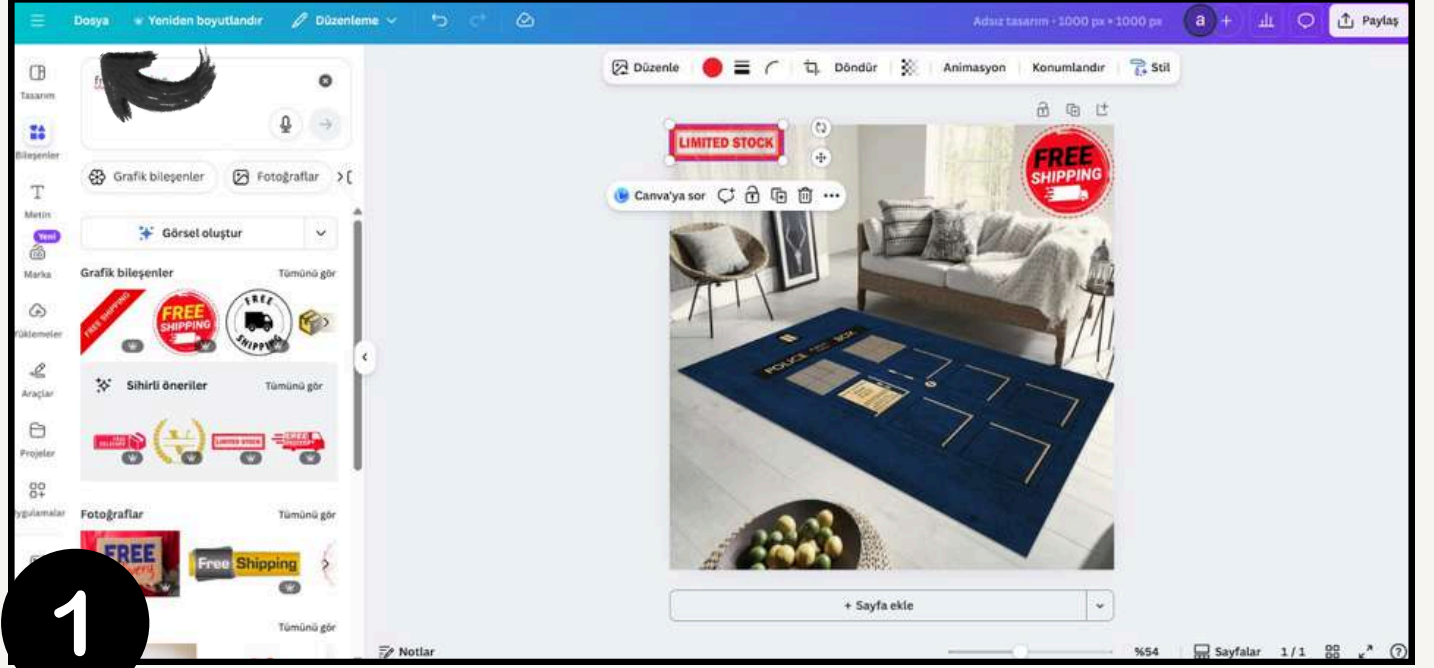 Dosya
Yeniden boyutlandır
Düzenleme
Adsız tasarım - 1000 px × 1000 px
a
+
Paylaş
Tasarım
Bileşenler
Metin
Yeni
Marka
Araçlar
Projeler
Grafik bileşenler
Fotoğraflar
Görsel oluştur
Grafik bileşenler
Tümünü gör
FREE SHIPPING
FREE
SHIPPING
FREE
SHIPPING
Sihirli öneriler
Tümünü gör
LIMITED STOCK
Fotoğraflar
Tümünü gör
FREE
Free Shipping
Tümünü gör
1
Düzenle
Döndür
Animasyon
Konumlandır
Stil
LIMITED STOCK
FREE
SHIPPING
Canva'ya sor
POLICE
BOX
+ Sayfa ekle
Notlar
%54
Sayfalar
1/1